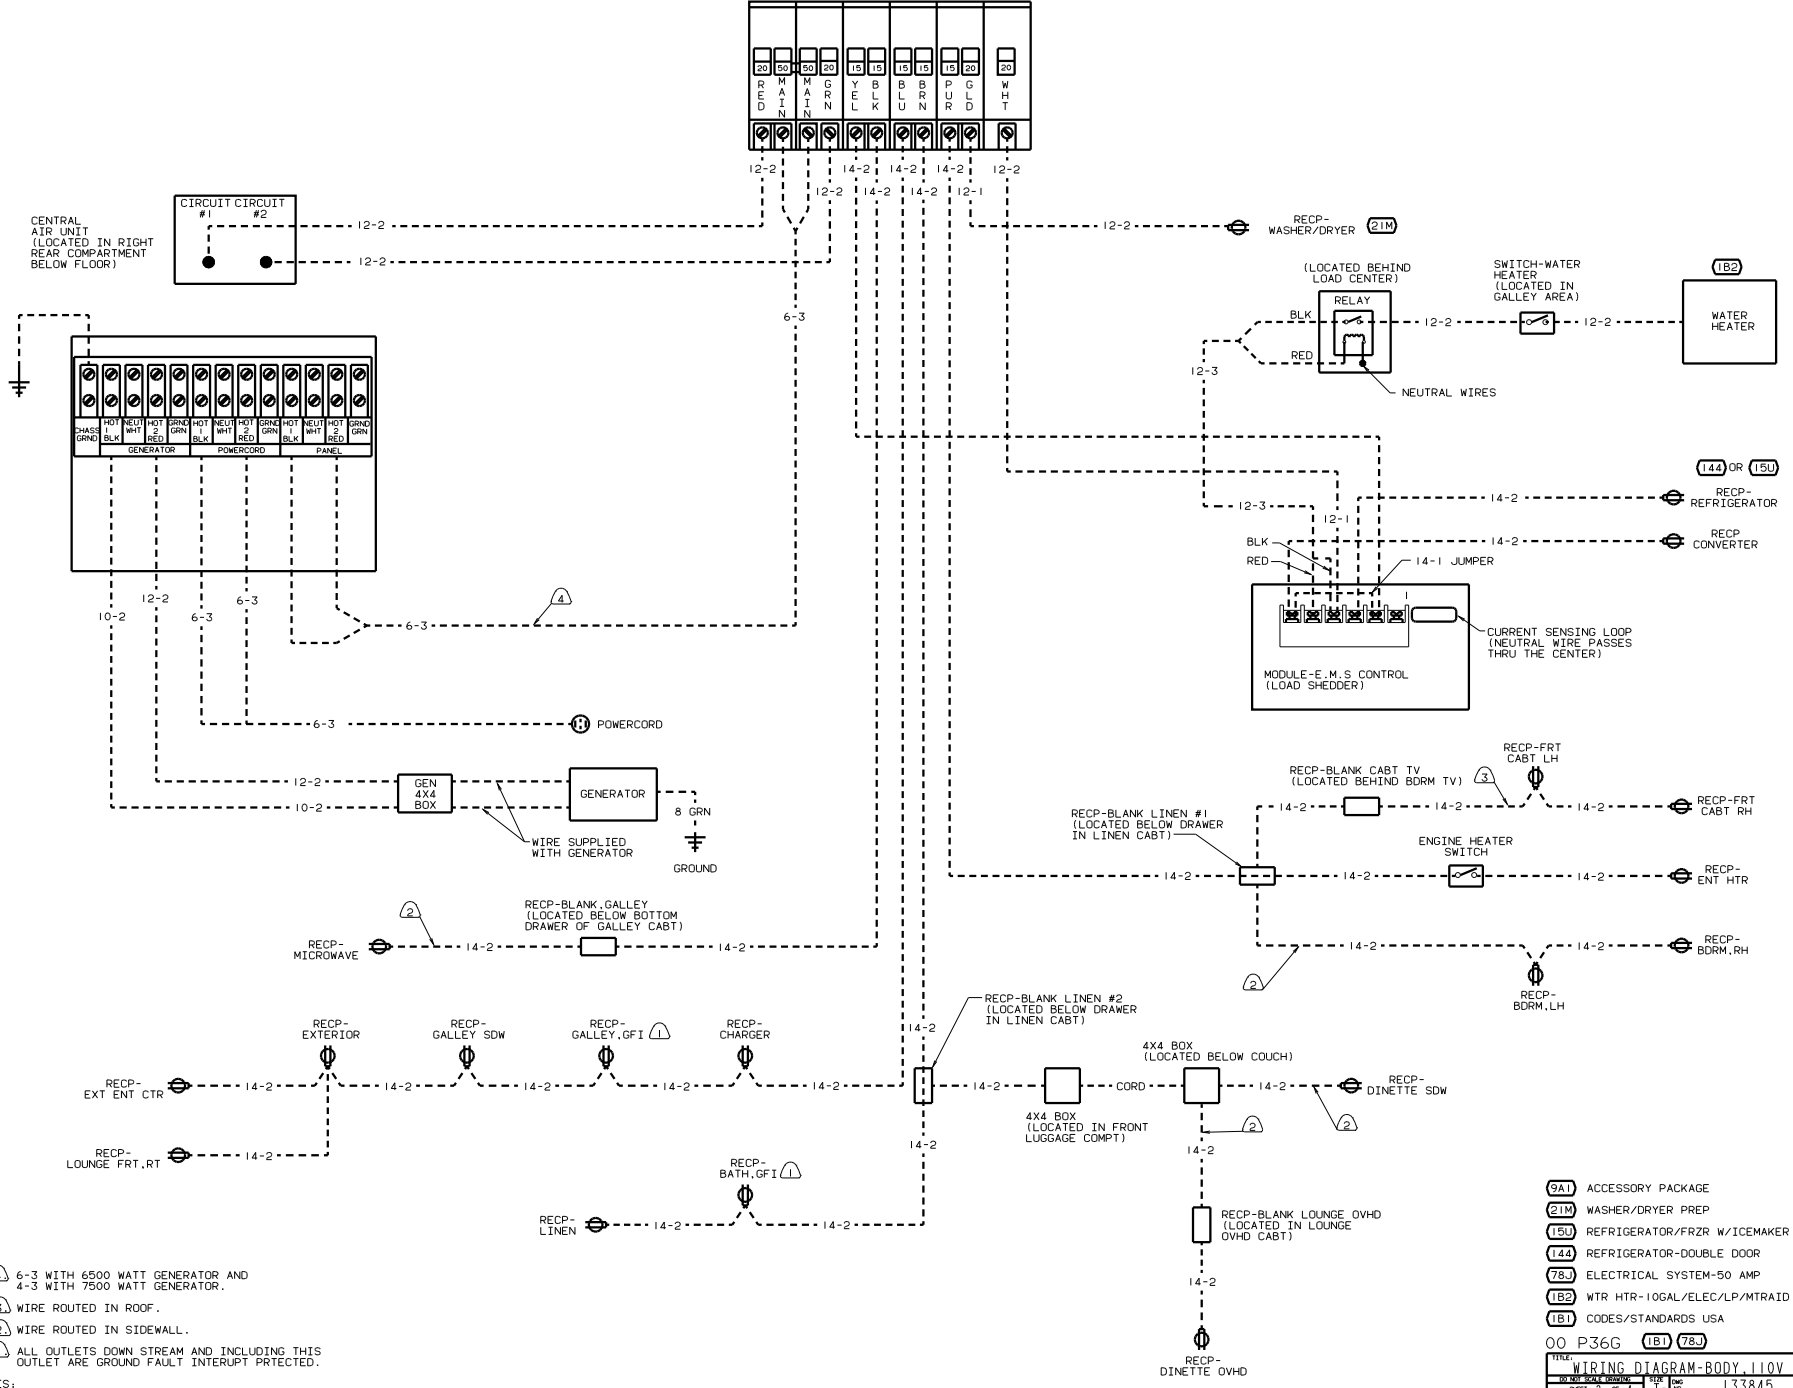 20 50 50 20 15 15 15 15 15 20 20
RED MAIN MAIN GRN YEL BLK BLU BRN PUR GLD WHT
12-2 14-2 14-2 14-2 12-2
12-2 14-2 14-2 12-1
CENTRAL
AIR UNIT
(LOCATED IN RIGHT
REAR COMPARTMENT
BELOW FLOOR)
CIRCUIT CIRCUIT
#1 #2
12-2
12-2
6-3
12-2
RECP-
WASHER/DRYER
21M
(LOCATED BEHIND
LOAD CENTER)
RELAY
BLK
RED
12-3
NEUTRAL WIRES
12-2
SWITCH-WATER
HEATER
(LOCATED IN
GALLEY AREA)
12-2
1B2
WATER
HEATER
CHASS
GRND
HOT
1
BLK
NEUT
WHT
HOT
2
RED
GRND
GRN
HOT
1
BLK
NEUT
WHT
HOT
2
RED
GRND
GRN
HOT
1
BLK
NEUT
WHT
HOT
2
RED
GRND
GRN
GENERATOR
POWERCORD
PANEL
10-2
12-2
6-3
6-3
6-3
4
144 OR 15U
RECP-
REFRIGERATOR
14-2
RECP
CONVERTER
14-2
12-3
12-1
BLK
RED
14-1 JUMPER
1
CURRENT SENSING LOOP
(NEUTRAL WIRE PASSES
THRU THE CENTER)
MODULE-E.M.S CONTROL
(LOAD SHEDDER)
6-3
POWERCORD
12-2
10-2
GEN
4X4
BOX
GENERATOR
8 GRN
GROUND
WIRE SUPPLIED
WITH GENERATOR
RECP-FRT
CABT LH
RECP-BLANK CABT TV
(LOCATED BEHIND BDRM TV)
3
14-2
14-2
14-2
RECP-FRT
CABT RH
RECP-BLANK LINEN #1
(LOCATED BELOW DRAWER
IN LINEN CABT)
ENGINE HEATER
SWITCH
14-2
14-2
14-2
RECP-
ENT HTR
14-2
14-2
RECP-
BDRM,RH
2
RECP-
BDRM,LH
RECP-BLANK,GALLEY
(LOCATED BELOW BOTTOM
DRAWER OF GALLEY CABT)
2
RECP-
MICROWAVE
14-2
14-2
RECP-BLANK LINEN #2
(LOCATED BELOW DRAWER
IN LINEN CABT)
RECP-
EXTERIOR
RECP-
GALLEY SDW
RECP-
GALLEY,GFI
1
RECP-
CHARGER
14-2
RECP-
EXT ENT CTR
14-2
14-2
14-2
14-2
14-2
14-2
CORD
4X4 BOX
(LOCATED BELOW COUCH)
14-2
RECP-
DINETTE SDW
2
2
4X4 BOX
(LOCATED IN FRONT
LUGGAGE COMPT)
RECP-
LOUNGE FRT,RT
14-2
14-2
14-2
RECP-
BATH,GFI
1
RECP-
LINEN
14-2
14-2
RECP-BLANK LOUNGE OVHD
(LOCATED IN LOUNGE
OVHD CABT)
14-2
RECP-
DINETTE OVHD
6-3 WITH 6500 WATT GENERATOR AND
4-3 WITH 7500 WATT GENERATOR.
WIRE ROUTED IN ROOF.
WIRE ROUTED IN SIDEWALL.
ALL OUTLETS DOWN STREAM AND INCLUDING THIS
OUTLET ARE GROUND FAULT INTERUPT PRTECTED.
9A1 ACCESSORY PACKAGE
21M WASHER/DRYER PREP
15U REFRIGERATOR/FRZR W/ICEMAKER
144 REFRIGERATOR-DOUBLE DOOR
78J ELECTRICAL SYSTEM-50 AMP
1B2 WTR HTR-10GAL/ELEC/LP/MTRAID
1B1 CODES/STANDARDS USA
00 P36G 1B1 78J
TITLE:
WIRING DIAGRAM-BODY,110V
DO NOT SCALE DRAWING SIZE DWG 133845